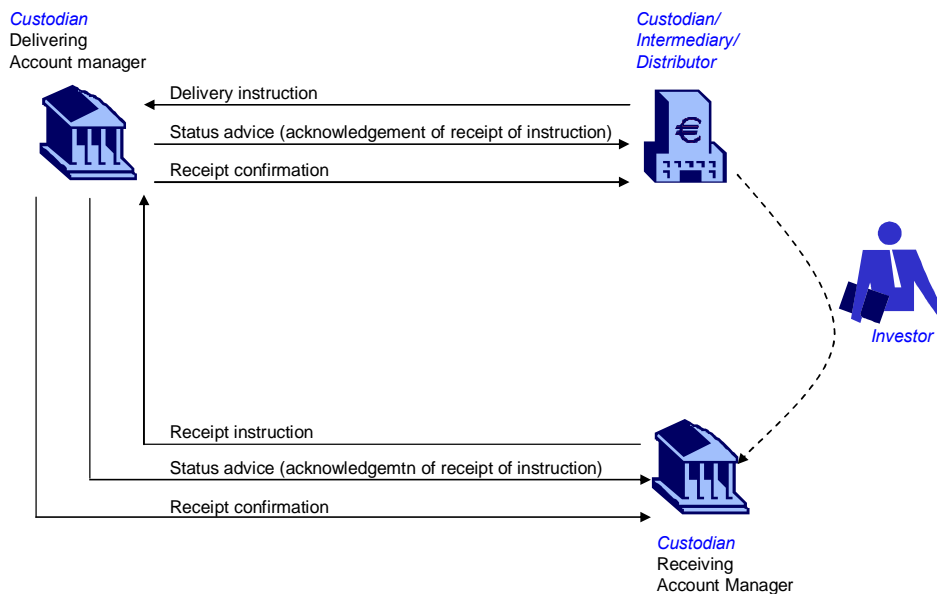 Custodian
Delivering
Account manager
Custodian/
Intermediary/
Distributor
Delivery instruction
Status advice (acknowledgement of receipt of instruction)
€
Receipt confirmation
Investor
Receipt instruction
Status advice (acknowledgemtn of receipt of instruction)
Receipt confirmation
Custodian
Receiving
Account Manager